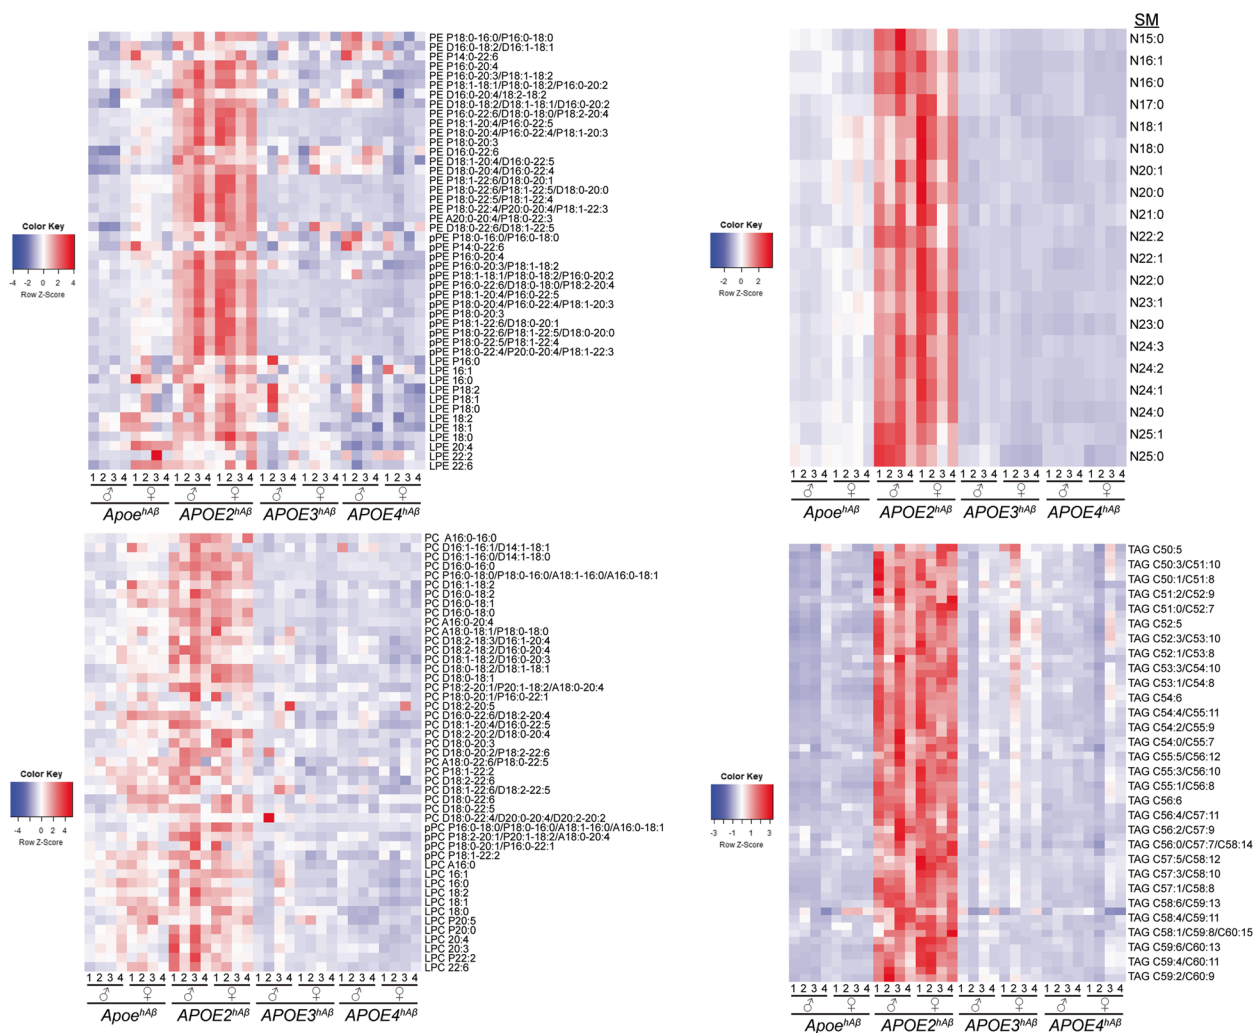 PE P18:0-16:0/P16:0-18:0
PE D16:0-18:2/D16:1-18:1
PE P14:0-22:6
PE P16:0-20:4
PE P16:0-20:3/P18:1-18:2
PE P18:1-18:1/P18:0-18:2/P16:0-20:2
PE D16:0-20:4/18:2-18:2
PE D18:0-18:2/D18:1-18:1/D16:0-20:2
PE P16:0-22:6/D18:0-18:0/P18:2-20:4
PE P18:1-20:4/P16:0-22:5
PE P18:0-20:4/P16:0-22:4/P18:1-20:3
PE P18:0-20:3
PE D16:0-22:6
PE D18:1-20:4/D16:0-22:5
PE D18:0-20:4/D16:0-22:4
PE P18:1-22:6/D18:0-20:1
PE P18:0-22:6/P18:1-22:5/D18:0-20:0
PE P18:0-22:5/P18:1-22:4
PE P18:0-22:4/P20:0-20:4/P18:1-22:3
PE A20:0-20:4/P18:0-22:3
PE D18:0-22:6/D18:1-22:5
pPE P18:0-16:0/P16:0-18:0
pPE P14:0-22:6
pPE P16:0-20:4
pPE P16:0-20:3/P18:1-18:2
pPE P18:1-18:1/P18:0-18:2/P16:0-20:2
pPE P16:0-22:6/D18:0-18:0/P18:2-20:4
pPE P18:1-20:4/P16:0-22:5
pPE P18:0-20:4/P16:0-22:4/P18:1-20:3
pPE P18:0-20:3
pPE P18:1-22:6/D18:0-20:1
pPE P18:0-22:6/P18:1-22:5/D18:0-20:0
pPE P18:0-22:5/P18:1-22:4
pPE P18:0-22:4/P20:0-20:4/P18:1-22:3
LPE P16:0
LPE 16:1
LPE 16:0
LPE P18:2
LPE P18:1
LPE P18:0
LPE 18:2
LPE 18:1
LPE 18:0
LPE 20:4
LPE 22:2
LPE 22:6
Color Key
-4 -2 0 2 4
Row Z-Score
1 2 3 4 1 2 3 4 1 2 3 4 1 2 3 4 1 2 3 4 1 2 3 4 1 2 3 4 1 2 3 4
♂ ♀ ♂ ♀ ♂ ♀ ♂ ♀
Apoe^hAβ APOE2^hAβ APOE3^hAβ APOE4^hAβ
SM
N15:0
N16:1
N16:0
N17:0
N18:1
N18:0
N20:1
N20:0
N21:0
N22:2
N22:1
N22:0
N23:1
N23:0
N24:3
N24:2
N24:1
N24:0
N25:1
N25:0
Color Key
-2 0 2
Row Z-Score
1 2 3 4 1 2 3 4 1 2 3 4 1 2 3 4 1 2 3 4 1 2 3 4 1 2 3 4 1 2 3 4
♂ ♀ ♂ ♀ ♂ ♀ ♂ ♀
Apoe^hAβ APOE2^hAβ APOE3^hAβ APOE4^hAβ
PC A16:0-16:0
PC D16:1-16:1/D14:1-18:1
PC D16:1-16:0/D14:1-18:0
PC D16:0-16:0
PC P16:0-18:0/P18:0-16:0/A18:1-16:0/A16:0-18:1
PC D16:1-18:2
PC D16:0-18:2
PC D16:0-18:1
PC D16:0-18:0
PC A16:0-20:4
PC A18:0-18:1/P18:0-18:0
PC D18:2-18:3/D16:1-20:4
PC D18:2-18:2/D16:0-20:4
PC D18:1-18:2/D16:0-20:3
PC D18:0-18:2/D18:1-18:1
PC D18:0-18:1
PC P18:2-20:1/P20:1-18:2/A18:0-20:4
PC P18:0-20:1/P16:0-22:1
PC D18:2-20:5
PC D16:0-22:6/D18:2-20:4
PC D18:1-20:4/D16:0-22:5
PC D18:2-20:2/D18:0-20:4
PC D18:0-20:3
PC D18:0-20:2/P18:2-22:6
PC A18:0-22:6/P18:0-22:5
PC P18:1-22:2
PC D18:2-22:6
PC D18:1-22:6/D18:2-22:5
PC D18:0-22:6
PC D18:0-22:5
PC D18:0-22:4/D20:0-20:4/D20:2-20:2
pPC P16:0-18:0/P18:0-16:0/A18:1-16:0/A16:0-18:1
pPC P18:2-20:1/P20:1-18:2/A18:0-20:4
pPC P18:0-20:1/P16:0-22:1
pPC P18:1-22:2
LPC A16:0
LPC 16:1
LPC 16:0
LPC 18:2
LPC 18:1
LPC 18:0
LPC P20:5
LPC P20:0
LPC 20:4
LPC 20:3
LPC P22:2
LPC 22:6
Color Key
-4 -2 0 2 4
Row Z-Score
1 2 3 4 1 2 3 4 1 2 3 4 1 2 3 4 1 2 3 4 1 2 3 4 1 2 3 4 1 2 3 4
♂ ♀ ♂ ♀ ♂ ♀ ♂ ♀
Apoe^hAβ APOE2^hAβ APOE3^hAβ APOE4^hAβ
TAG C50:5
TAG C50:3/C51:10
TAG C50:1/C51:8
TAG C51:2/C52:9
TAG C51:0/C52:7
TAG C52:5
TAG C52:3/C53:10
TAG C52:1/C53:8
TAG C53:3/C54:10
TAG C53:1/C54:8
TAG C54:6
TAG C54:4/C55:11
TAG C54:2/C55:9
TAG C54:0/C55:7
TAG C55:5/C56:12
TAG C55:3/C56:10
TAG C55:1/C56:8
TAG C56:6
TAG C56:4/C57:11
TAG C56:2/C57:9
TAG C56:0/C57:7/C58:14
TAG C57:5/C58:12
TAG C57:3/C58:10
TAG C57:1/C58:8
TAG C58:6/C59:13
TAG C58:4/C59:11
TAG C58:1/C59:8/C60:15
TAG C59:6/C60:13
TAG C59:4/C60:11
TAG C59:2/C60:9
Color Key
-3 -1 1 3
Row Z-Score
1 2 3 4 1 2 3 4 1 2 3 4 1 2 3 4 1 2 3 4 1 2 3 4 1 2 3 4 1 2 3 4
♂ ♀ ♂ ♀ ♂ ♀ ♂ ♀
Apoe^hAβ APOE2^hAβ APOE3^hAβ APOE4^hAβ